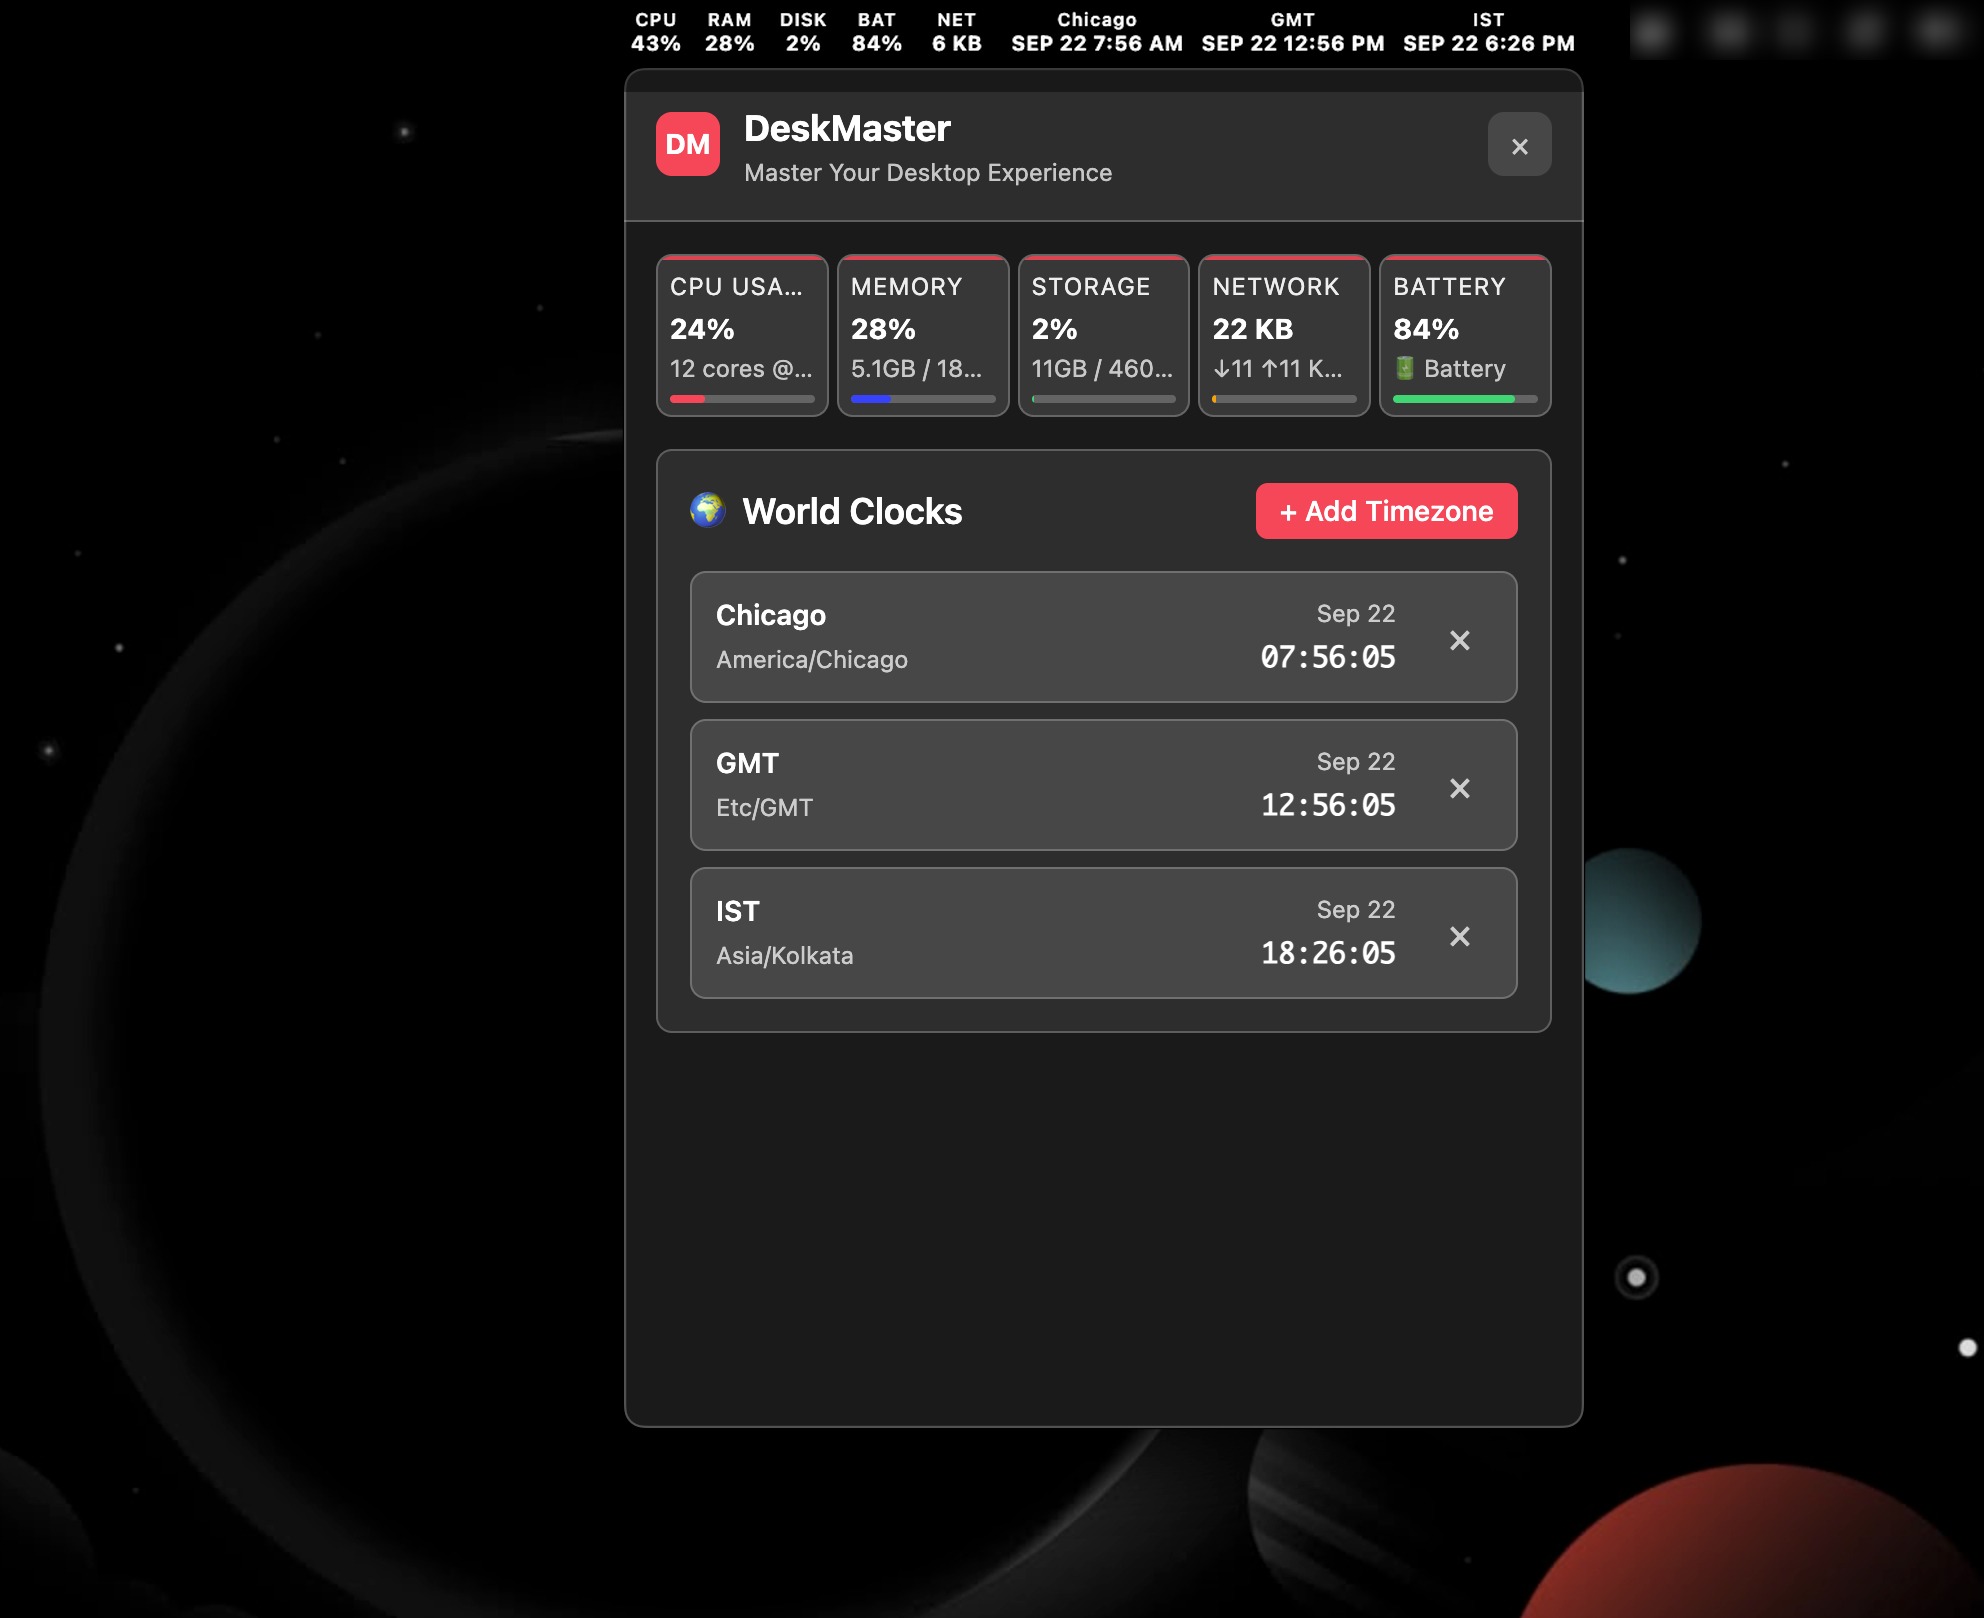 CPU RAM DISK BAT NET Chicago GMT IST
43% 28% 2% 84% 6 KB SEP 22 7:56 AM SEP 22 12:56 PM SEP 22 6:26 PM
DM
DeskMaster
Master Your Desktop Experience
×
CPU USA...
24%
12 cores @...
MEMORY
28%
5.1GB / 18...
STORAGE
2%
11GB / 460...
NETWORK
22 KB
↓11 ↑11 K...
BATTERY
84%
Battery
World Clocks
+ Add Timezone
Chicago
America/Chicago
Sep 22
07:56:05
×
GMT
Etc/GMT
Sep 22
12:56:05
×
IST
Asia/Kolkata
Sep 22
18:26:05
×